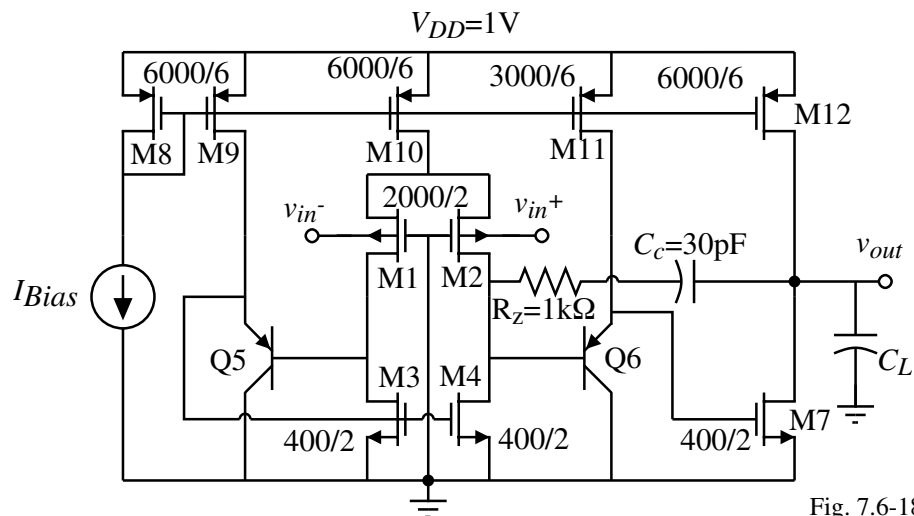 V_DD=1V
6000/6 6000/6 3000/6 6000/6
M8 M9 M10 M11 M12
2000/2
v_in- v_in+
M1 M2
C_c=30pF
v_out
I_Bias
R_z=1kΩ
Q5 Q6
C_L
M3 M4
M7
400/2 400/2 400/2
Fig. 7.6-18